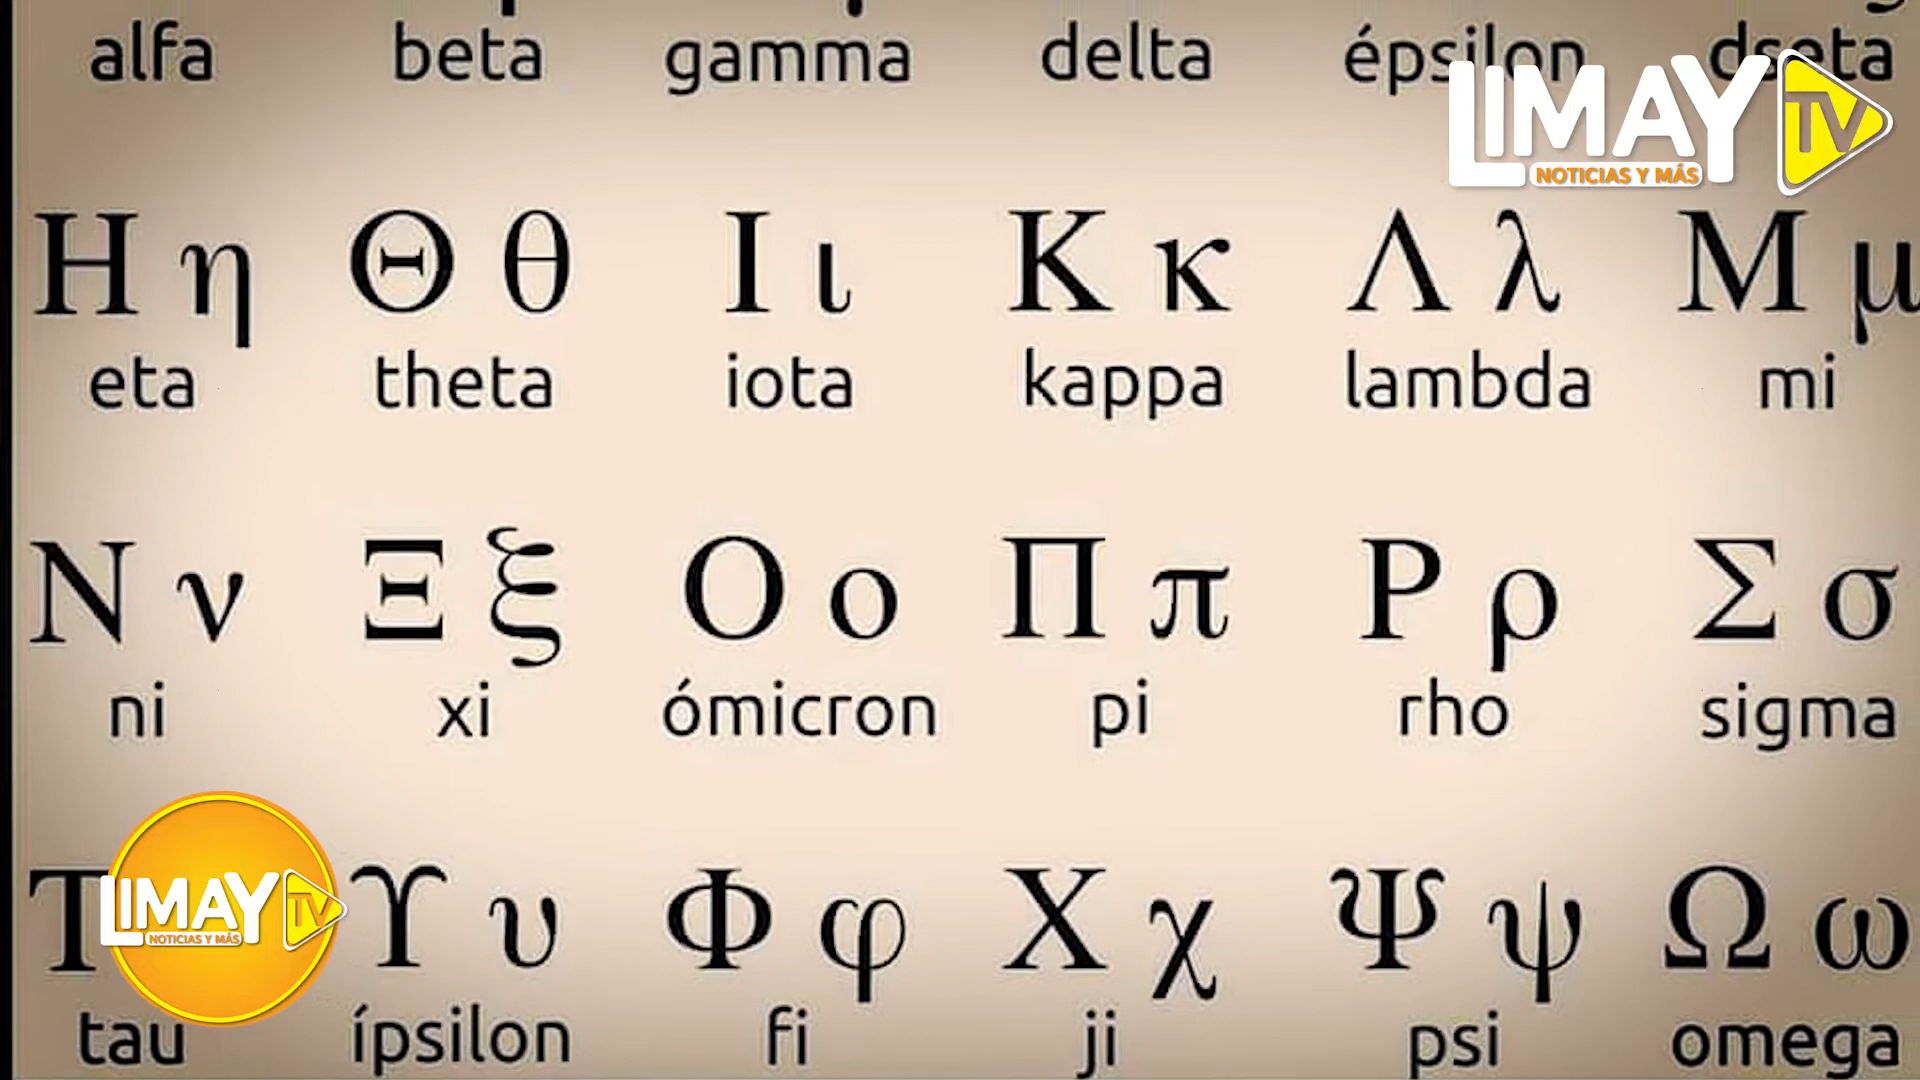 alfa beta gamma delta épsilon dseta
LIMAY TV
NOTICIAS Y MÁS
Η η Θ θ Ι ι Κ κ Λ λ Μ μ
eta theta iota kappa lambda mi
Ν ν Ξ ξ Ο ο Π π Ρ ρ Σ σ
ni xi ómicron pi rho sigma
Τ ϒ υ Φ φ Χ χ Ψ ψ Ω ω
LIMAY TV
NOTICIAS Y MÁS
tau ípsilon fi ji psi omega